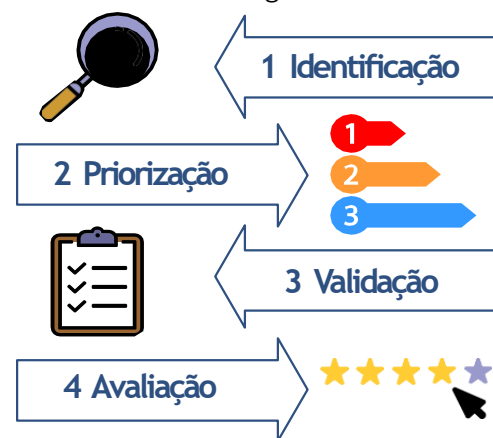 1 Identificação
2 Priorização
1
2
3
3 Validação
4 Avaliação